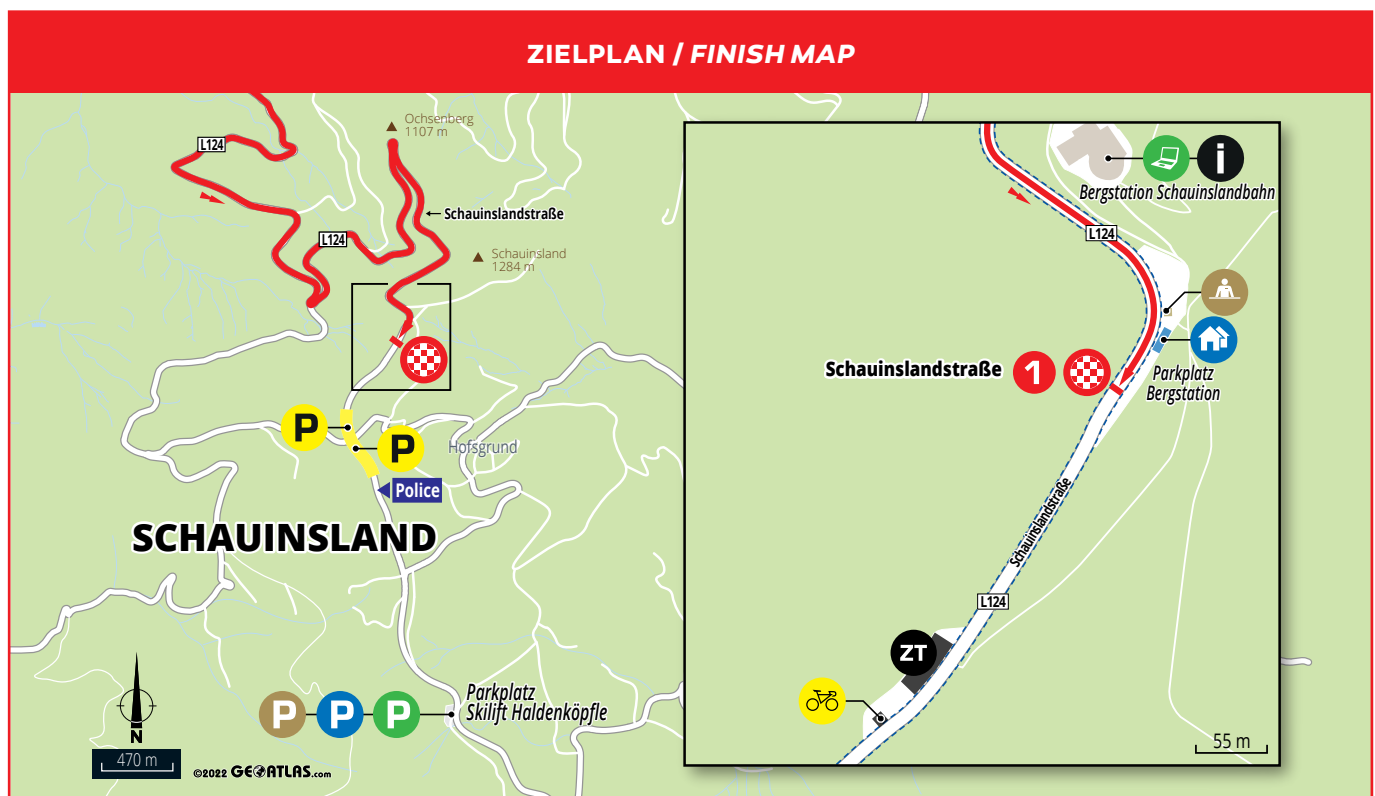 ZIELPLAN / FINISH MAP
Ochsenberg
1107 m
L124
Schauinslandstraße
L124
Schauinsland
1284 m
P
P
Hofsgrund
Police
SCHAUINSLAND
Parkplatz
Skilift Haldenköpfle
P P P
N
470 m
©2022 GEOATLAS.com
i
Bergstation Schauinslandbahn
L124
Schauinslandstraße 1
Parkplatz
Bergstation
Schauinslandstraße
L124
ZT
55 m